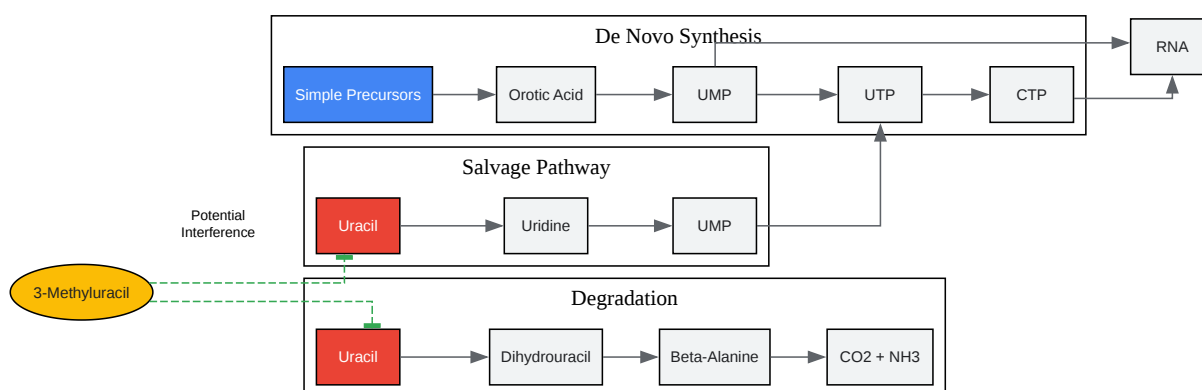 De Novo Synthesis
RNA
Simple Precursors
Orotic Acid
UMP
UTP
CTP
Salvage Pathway
Potential
Interference
Uracil
Uridine
UMP
3-Methyluracil
Degradation
Uracil
Dihydrouracil
Beta-Alanine
CO2 + NH3